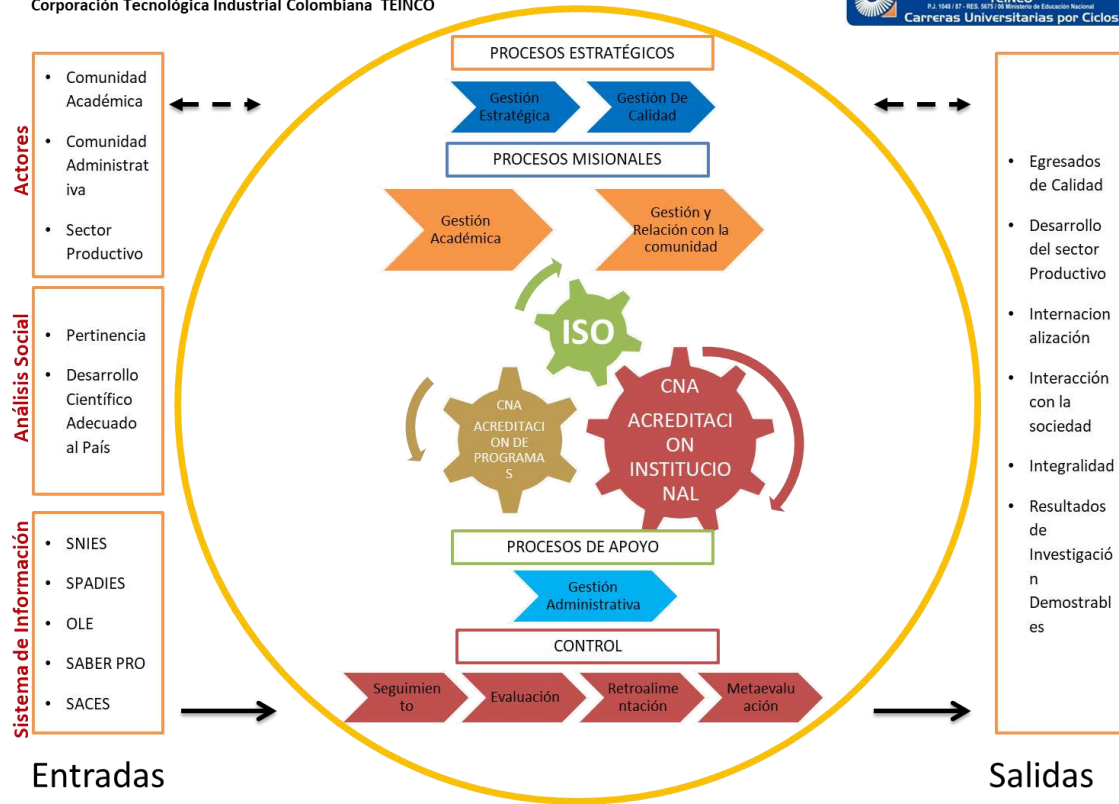 Corporación Tecnológica Industrial Colombiana TEINCO
TEINCO
P.J. 1048 / 87 - RES. 5675 / 06 Ministerio de Educación Nacional
Carreras Universitarias por Ciclos
Actores
• Comunidad
Académica
• Comunidad
Administrat
iva
• Sector
Productivo
Análisis Social
• Pertinencia
• Desarrollo
Científico
Adecuado
al País
Sistema de Información
• SNIES
• SPADIES
• OLE
• SABER PRO
• SACES
Entradas
PROCESOS ESTRATÉGICOS
Gestión
Estratégica
Gestión De
Calidad
PROCESOS MISIONALES
Gestión
Académica
Gestión y
Relación con la
comunidad
ISO
CNA
ACREDITACI
ON DE
PROGRAMA
S
CNA
ACREDITACI
ON
INSTITUCIO
NAL
PROCESOS DE APOYO
Gestión
Administrativa
CONTROL
Seguimien
to
Evaluación
Retroalime
ntación
Metaevalu
ación
• Egresados
de Calidad
• Desarrollo
del sector
Productivo
• Internacion
alización
• Interacción
con la
sociedad
• Integralidad
• Resultados
de
Investigació
n
Demostrabl
es
Salidas